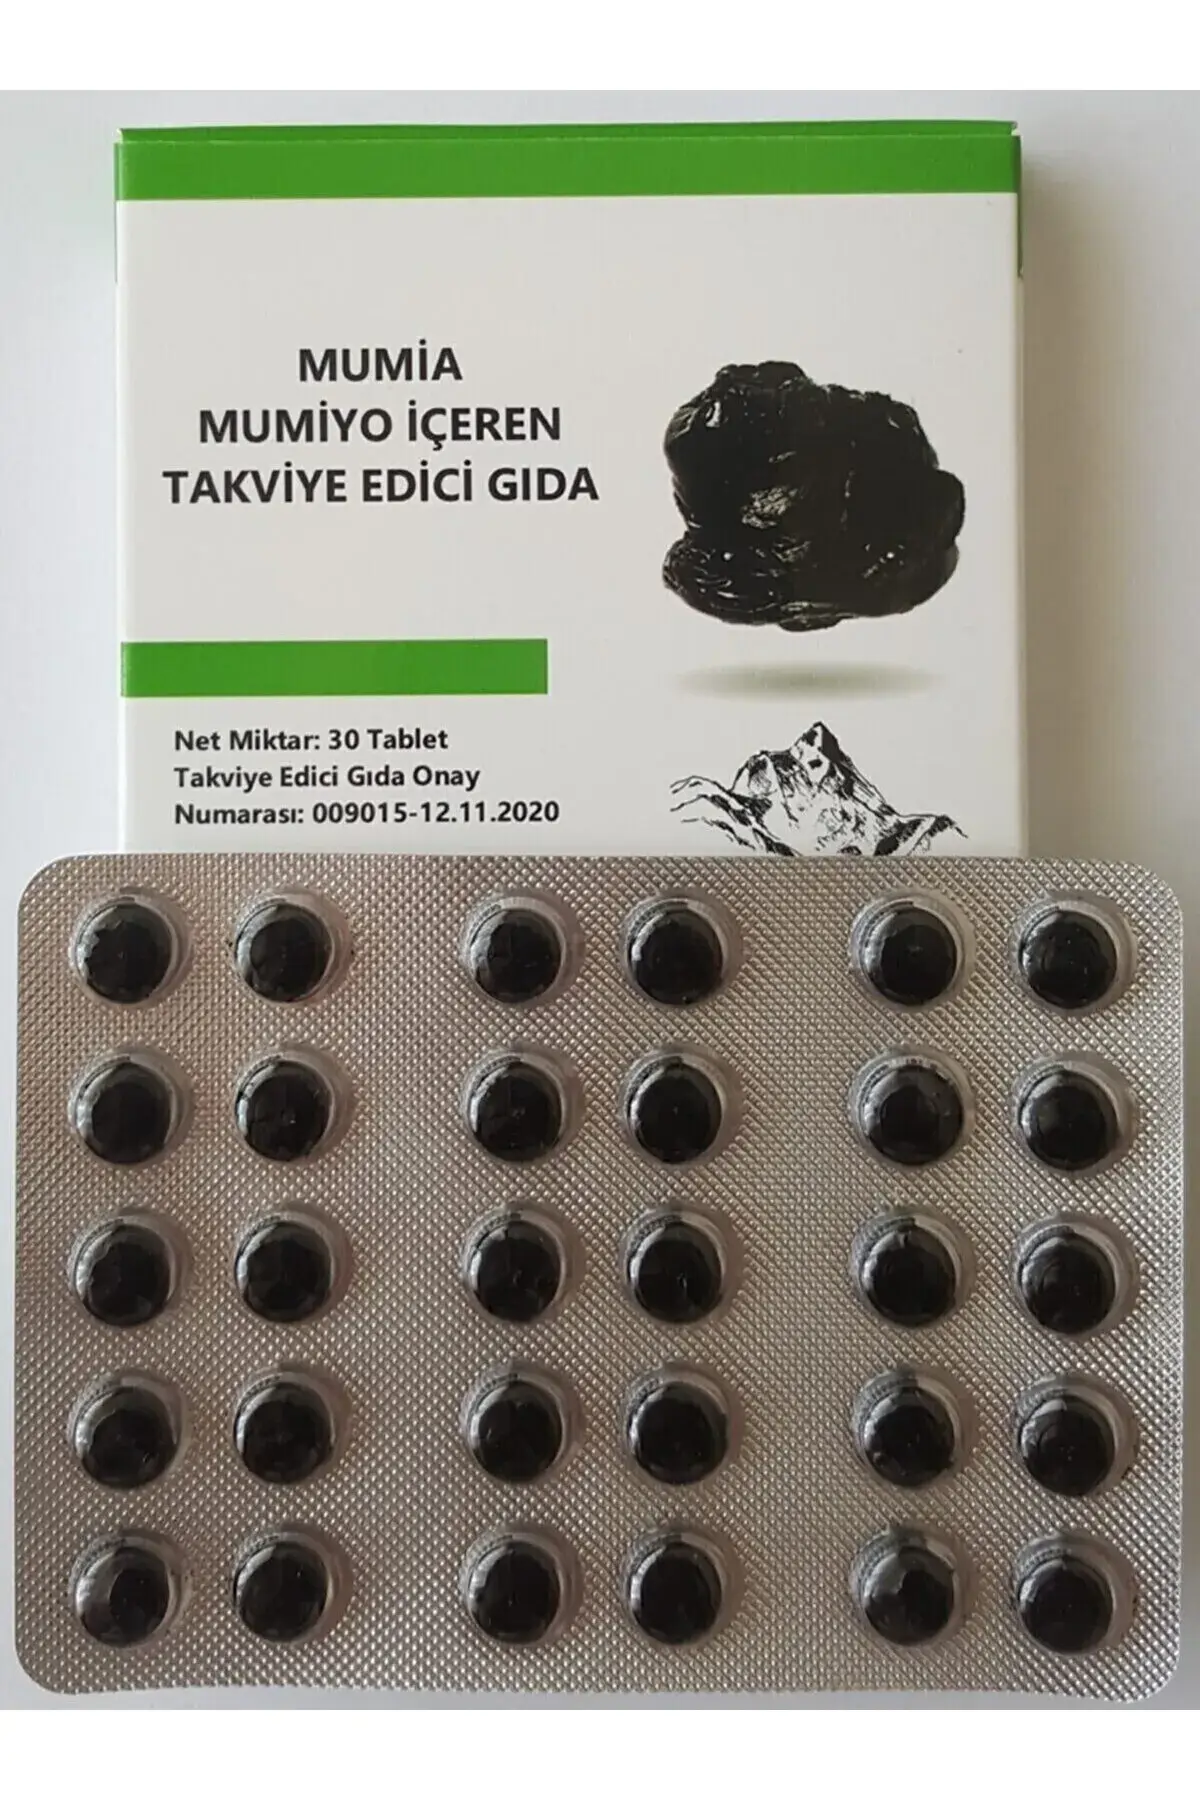 MUMİA
MUMİYO İÇEREN
TAKVİYE EDİCİ GIDA
Net Miktar: 30 Tablet
Takviye Edici Gıda Onay
Numarası: 009015-12.11.2020